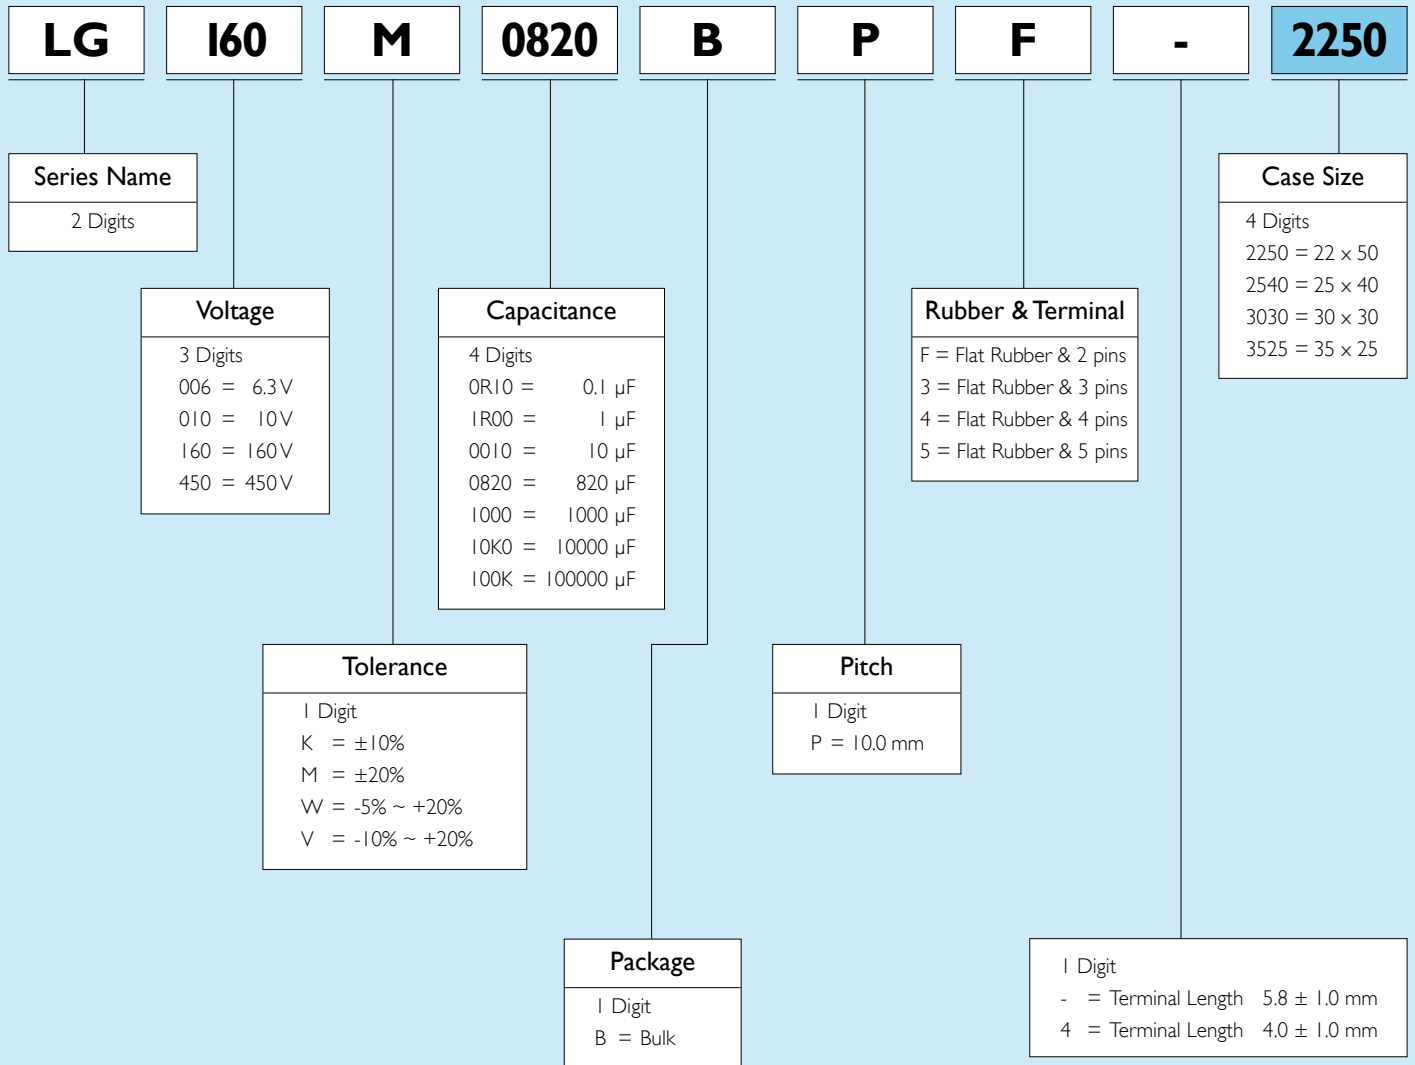 LG 160 M 0820 B P F - 2250
Series Name
2 Digits
Case Size
4 Digits
2250 = 22 x 50
2540 = 25 x 40
3030 = 30 x 30
3525 = 35 x 25
Voltage
3 Digits
006 = 6.3 V
010 = 10 V
160 = 160 V
450 = 450 V
Capacitance
4 Digits
0R10 = 0.1 µF
1R00 = 1 µF
0010 = 10 µF
0820 = 820 µF
1000 = 1000 µF
10K0 = 10000 µF
100K = 100000 µF
Rubber & Terminal
F = Flat Rubber & 2 pins
3 = Flat Rubber & 3 pins
4 = Flat Rubber & 4 pins
5 = Flat Rubber & 5 pins
Tolerance
1 Digit
K = ±10%
M = ±20%
W = -5% ~ +20%
V = -10% ~ +20%
Pitch
1 Digit
P = 10.0 mm
Package
1 Digit
B = Bulk
1 Digit
- = Terminal Length 5.8 ± 1.0 mm
4 = Terminal Length 4.0 ± 1.0 mm